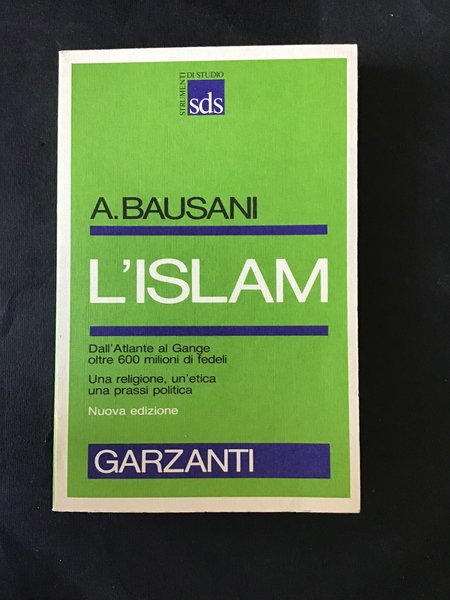 STRUMENTI
DI STUDIO
sds
A. BAUSANI
L'ISLAM
Dall'Atlante al Gange
oltre 600 milioni di fedeli
Una religione, un'etica
una prassi politica
Nuova edizione
GARZANTI